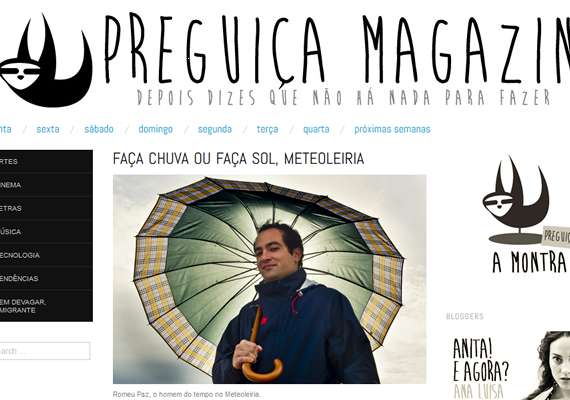 PREGUIÇA MAGAZIN
DEPOIS DIZES QUE NÃO HÁ NADA PARA FAZER
nta / sexta / sábado / domingo / segunda / terça / quarta / próximas semanas
RTES
INEMA
ETRAS
ÚSICA
ECNOLOGIA
ENDÊNCIAS
EM DEVAGAR,
MIGRANTE
earch ...
FAÇA CHUVA OU FAÇA SOL, METEOLEIRIA
Romeu Paz, o homem do tempo no Meteoleiria.
PREGUIÇ
A MONTRA
BLOGGERS
ANITA!
E AGORA?
ANA LUISA